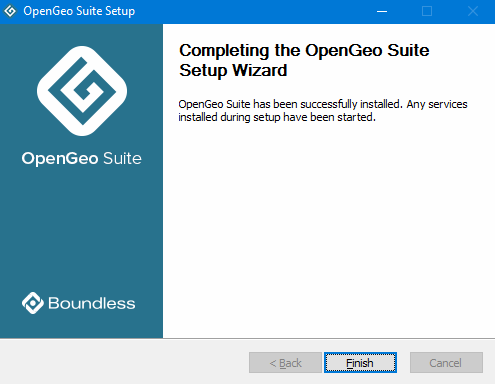 OpenGeo Suite Setup
Completing the OpenGeo Suite
Setup Wizard
OpenGeo Suite has been successfully installed. Any services
installed during setup have been started.
OpenGeo Suite
Boundless
< Back
Finish
Cancel